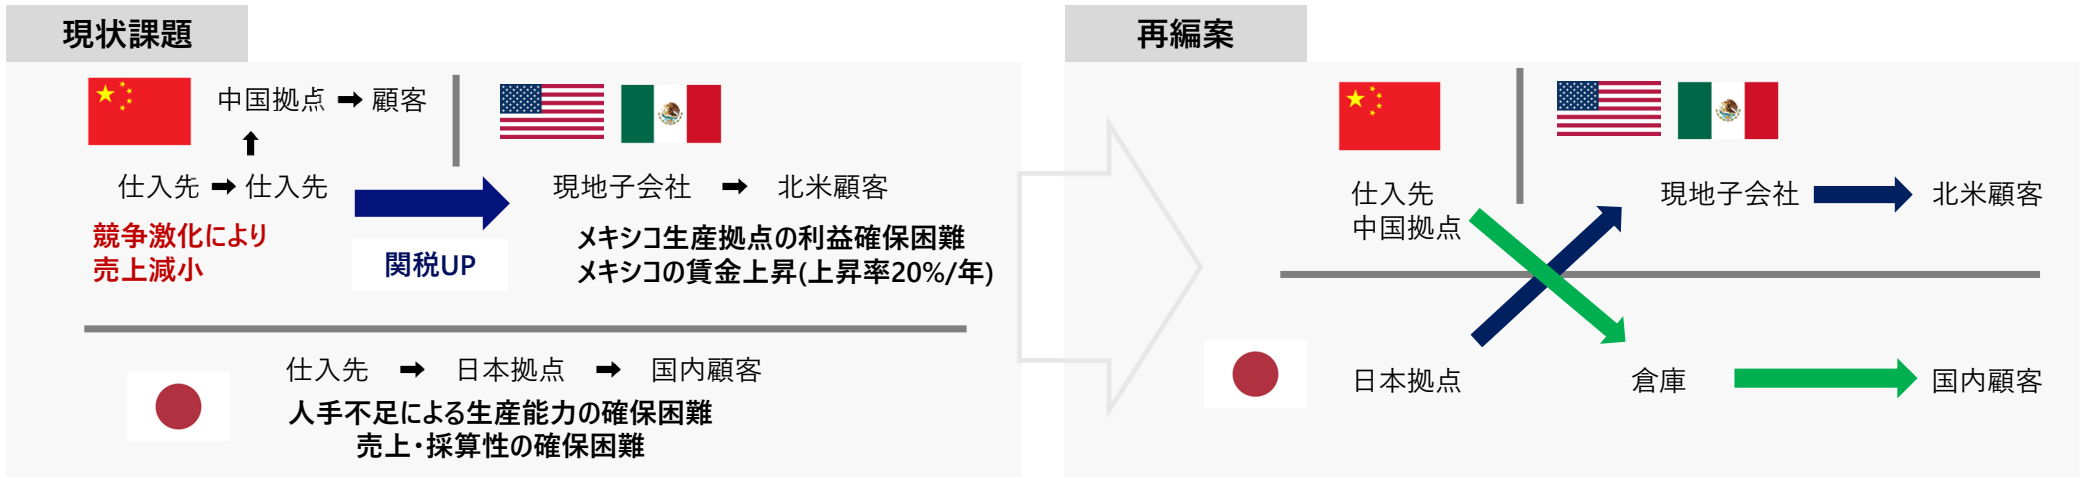 現状課題
中国拠点 ➡ 顧客
仕入先 ➡ 仕入先
競争激化により
売上減小
関税UP
現地子会社 ➡ 北米顧客
メキシコ生産拠点の利益確保困難
メキシコの賃金上昇(上昇率20%/年)
仕入先 ➡ 日本拠点 ➡ 国内顧客
人手不足による生産能力の確保困難
売上・採算性の確保困難
再編案
仕入先
中国拠点
現地子会社
北米顧客
日本拠点
倉庫
国内顧客